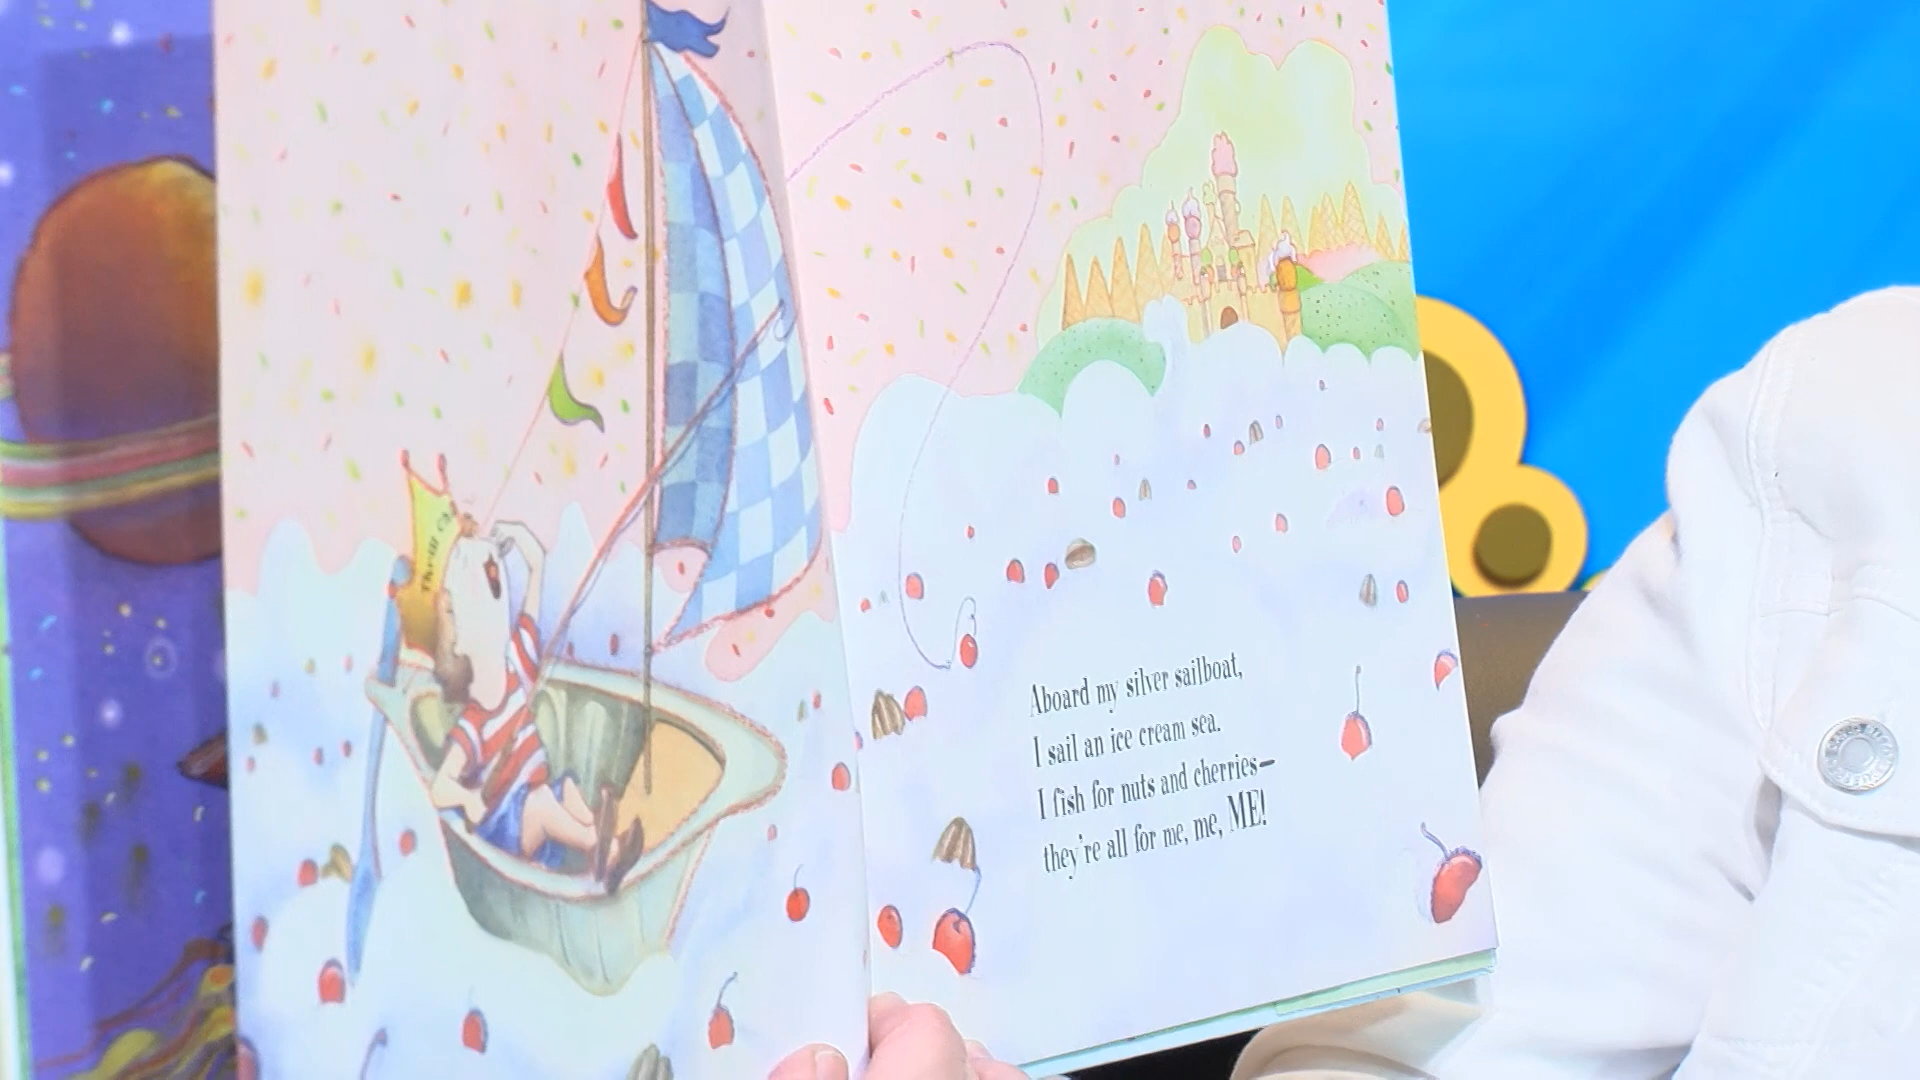 Aboard my silver sailboat,
I sail an ice cream sea.
I fish for nuts and cherries—
they're all for me, me, ME!